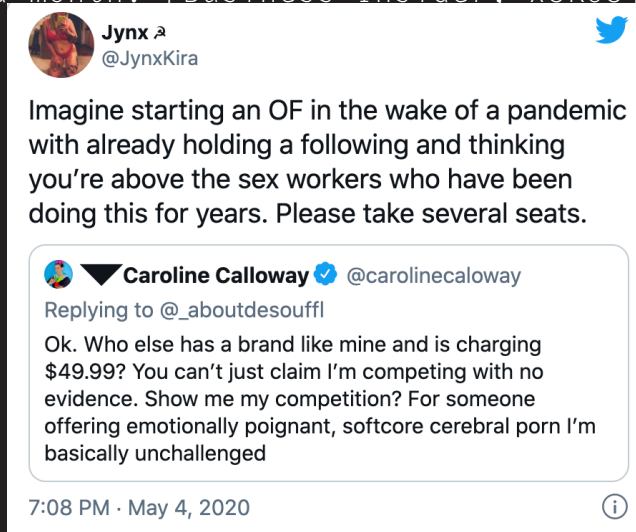 Jynx ☭
@JynxKira
Imagine starting an OF in the wake of a pandemic
with already holding a following and thinking
you're above the sex workers who have been
doing this for years. Please take several seats.
Caroline Calloway @carolinecaloway
Replying to @_aboutdesouffl
Ok. Who else has a brand like mine and is charging
$49.99? You can't just claim I'm competing with no
evidence. Show me my competition? For someone
offering emotionally poignant, softcore cerebral porn I'm
basically unchallenged
7:08 PM · May 4, 2020